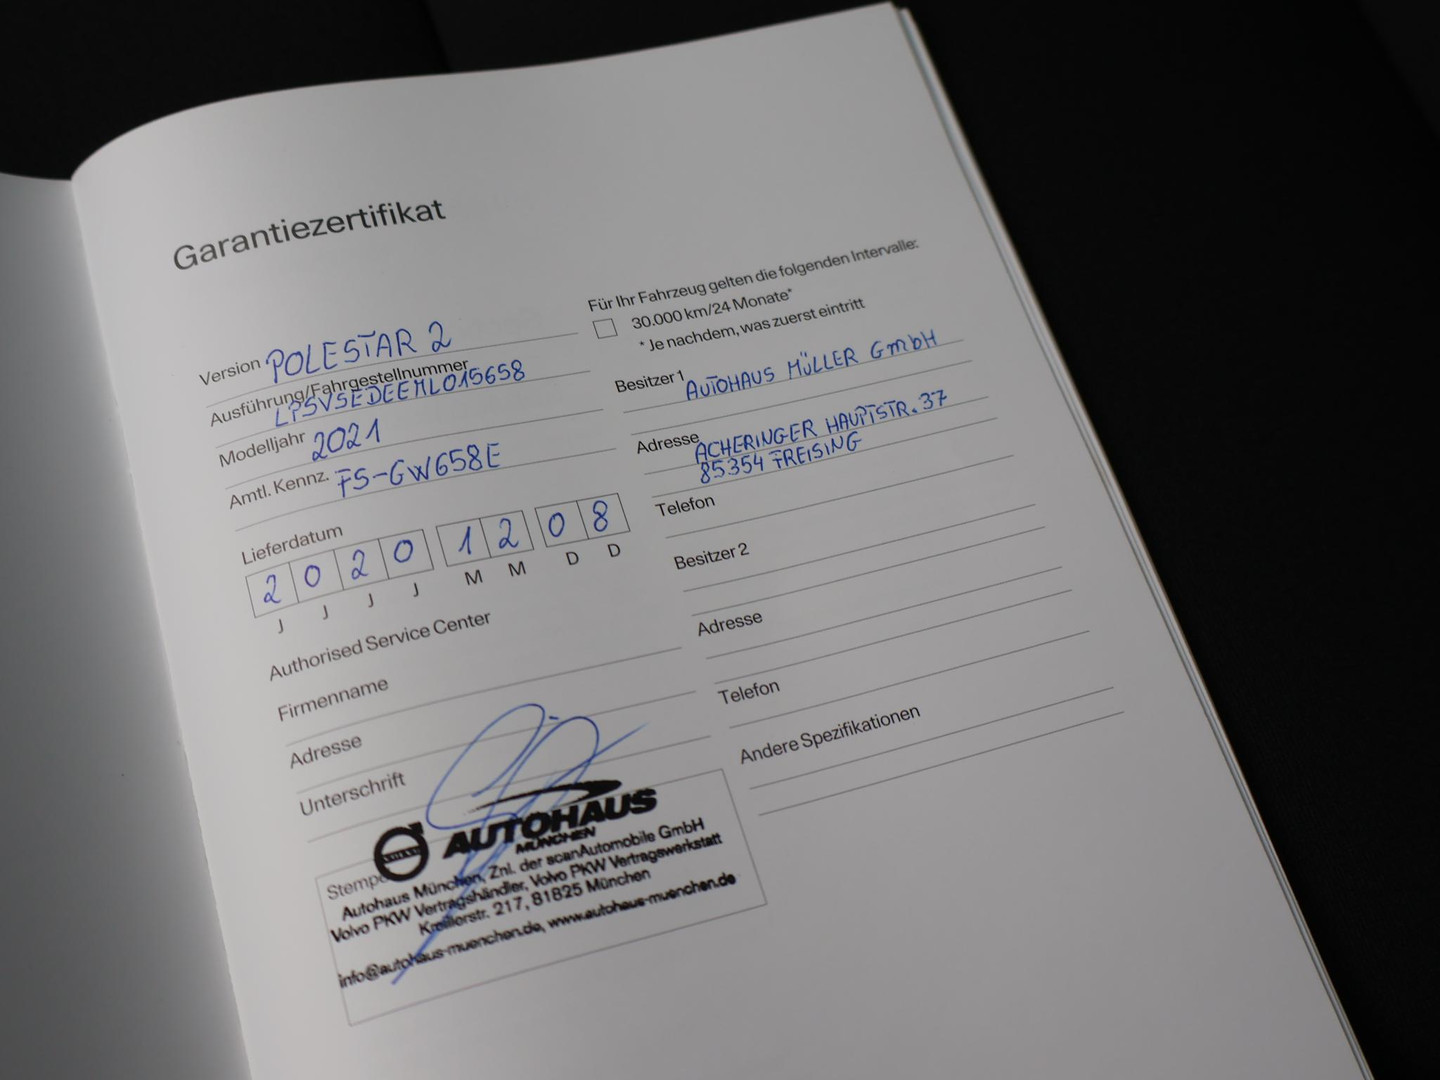 Garantiezertifikat
Version POLESTAR 2
Ausführung/Fahrgestellnummer
LPSVSEDEEML015658
Modelljahr 2021
Amtl. Kennz. FS-GW658E
Lieferdatum
2 0 2 0 1 2 0 8
J J J J M M D D
Authorised Service Center
Firmenname
Adresse
Unterschrift
AUTOHAUS
MÜNCHEN
Autohaus München, Znl. der scanAutomobile GmbH
Volvo PKW Vertragshändler, Volvo PKW Vertragswerkstatt
Kreillerstr. 217, 81825 München
info@autohaus-muenchen.de, www.autohaus-muenchen.de
Für Ihr Fahrzeug gelten die folgenden Intervalle:
30.000 km/24 Monate*
* Je nachdem, was zuerst eintritt
Besitzer 1 AUTOHAUS MÜLLER GmbH
Adresse ACHERINGER HAUPTSTR. 37
85354 FREISING
Telefon
Besitzer 2
Adresse
Telefon
Andere Spezifikationen